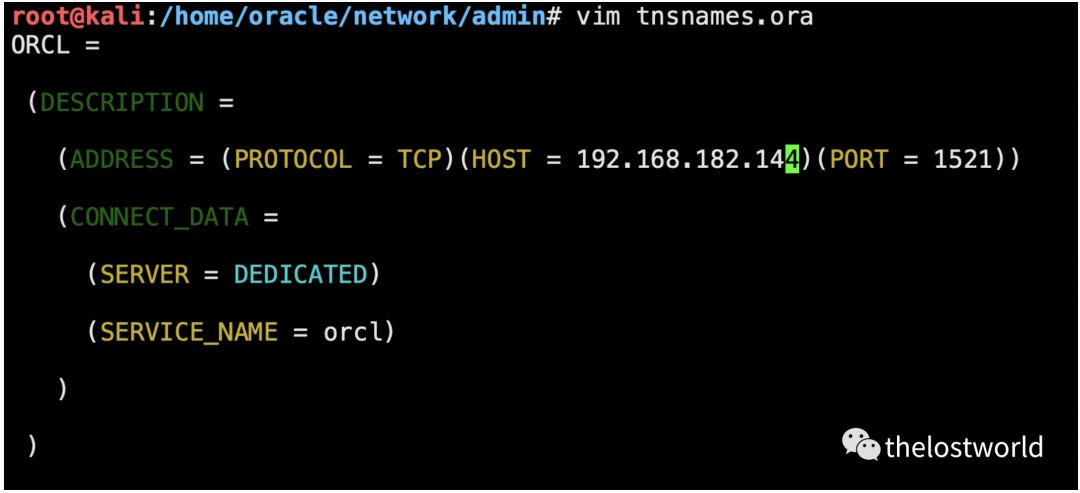 root@kali:/home/oracle/network/admin# vim tnsnames.ora
ORCL =
(DESCRIPTION =
(ADDRESS = (PROTOCOL = TCP)(HOST = 192.168.182.144)(PORT = 1521))
(CONNECT_DATA =
(SERVER = DEDICATED)
(SERVICE_NAME = orcl)
)
)
thelostworld